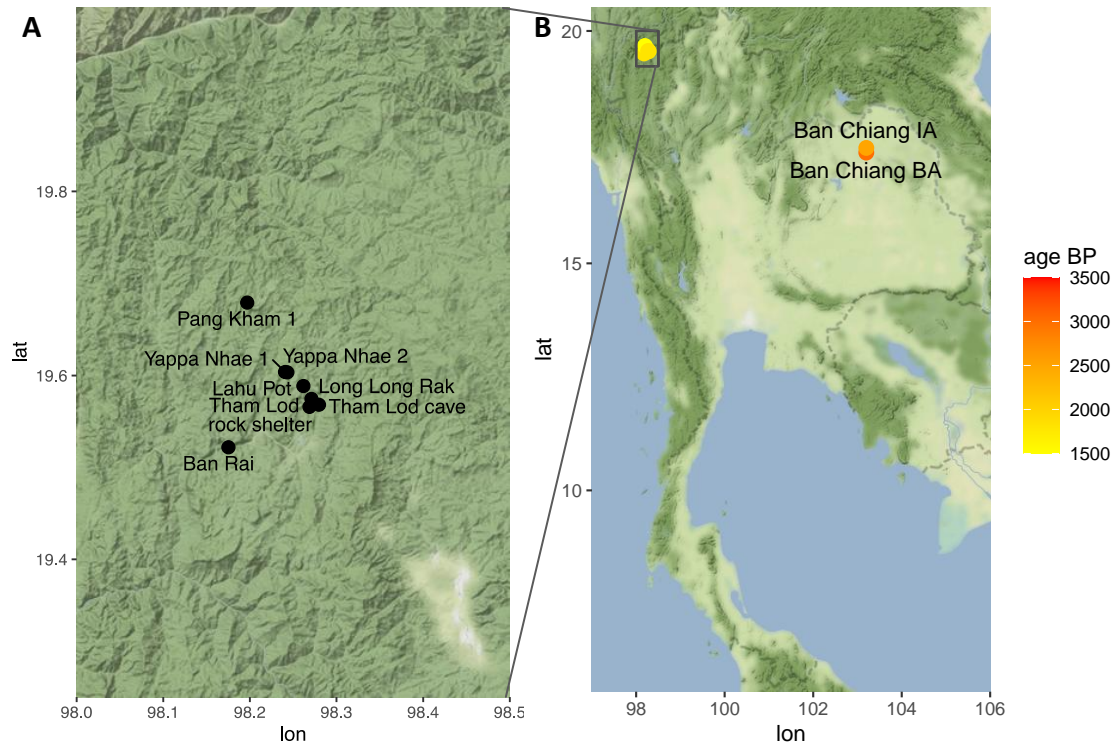 A
19.8
19.6
19.4
lat
Pang Kham 1
Yappa Nhae 1
Yappa Nhae 2
Lahu Pot
Long Long Rak
Tham Lod
rock shelter
Tham Lod cave
Ban Rai
98.0
98.1
98.2
98.3
98.4
98.5
lon
B
20
15
10
lat
Ban Chiang IA
Ban Chiang BA
98
100
102
104
106
lon
age BP
3500
3000
2500
2000
1500